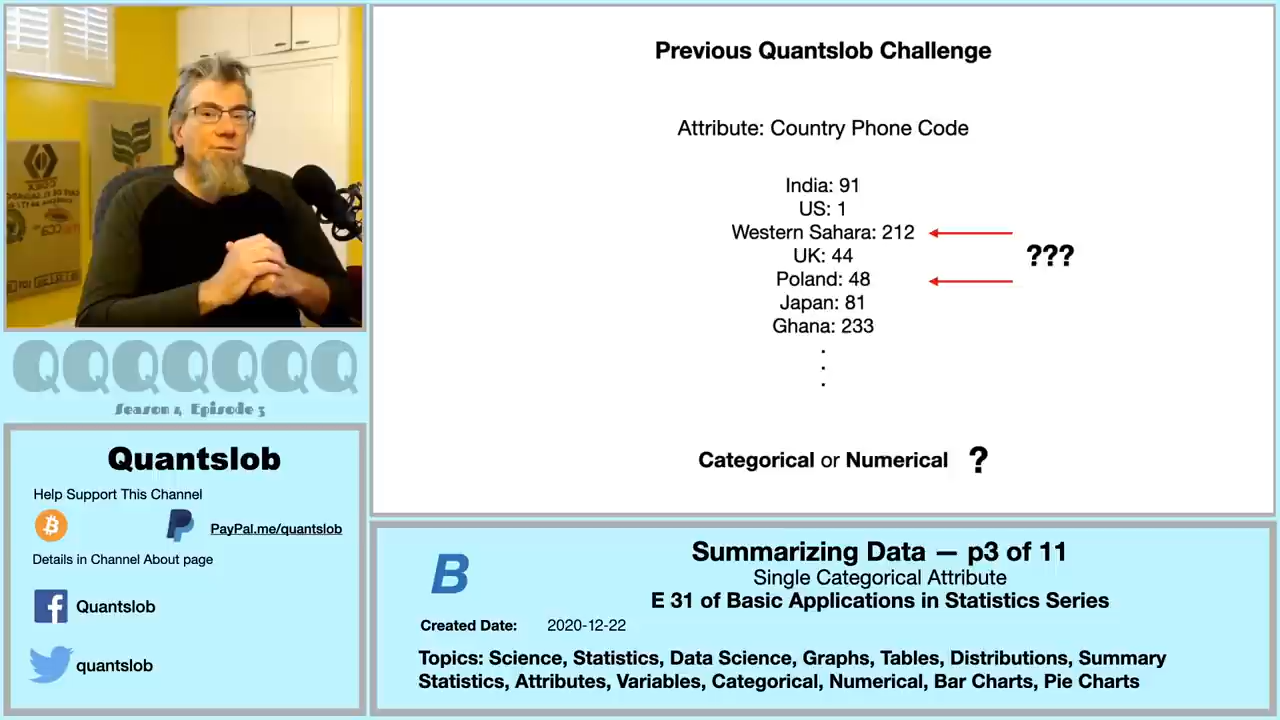 Previous Quantslob Challenge
Attribute: Country Phone Code
India: 91
US: 1
Western Sahara: 212
UK: 44
Poland: 48
Japan: 81
Ghana: 233
.
.
.
???
Categorical or Numerical ?
QQQQQQQ
Season 4 Episode 5
Quantslob
Help Support This Channel
PayPal.me/quantslob
Details in Channel About page
Quantslob
quantslob
B
Summarizing Data — p3 of 11
Single Categorical Attribute
E 31 of Basic Applications in Statistics Series
Created Date: 2020-12-22
Topics: Science, Statistics, Data Science, Graphs, Tables, Distributions, Summary
Statistics, Attributes, Variables, Categorical, Numerical, Bar Charts, Pie Charts